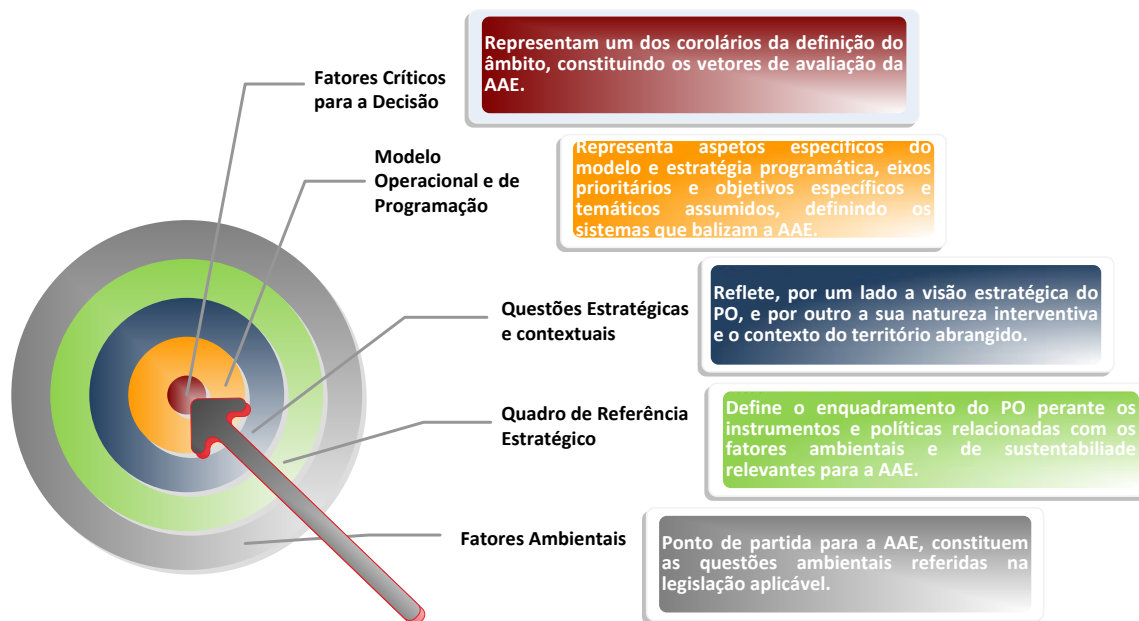 Fatores Críticos
para a Decisão
Representam um dos corolários da definição do
âmbito, constituindo os vetores de avaliação da
AAE.
Modelo
Operacional e de
Programação
Representa aspetos específicos do
modelo e estratégia programática, eixos
prioritários e objetivos específicos e
temáticos assumidos, definindo os
sistemas que balizam a AAE.
Questões Estratégicas
e contextuais
Reflete, por um lado a visão estratégica do
PO, e por outro a sua natureza interventiva
e o contexto do território abrangido.
Quadro de Referência
Estratégico
Define o enquadramento do PO perante os
instrumentos e políticas relacionadas com os
fatores ambientais e de sustentabiliade
relevantes para a AAE.
Fatores Ambientais
Ponto de partida para a AAE, constituem
as questões ambientais referidas na
legislação aplicável.